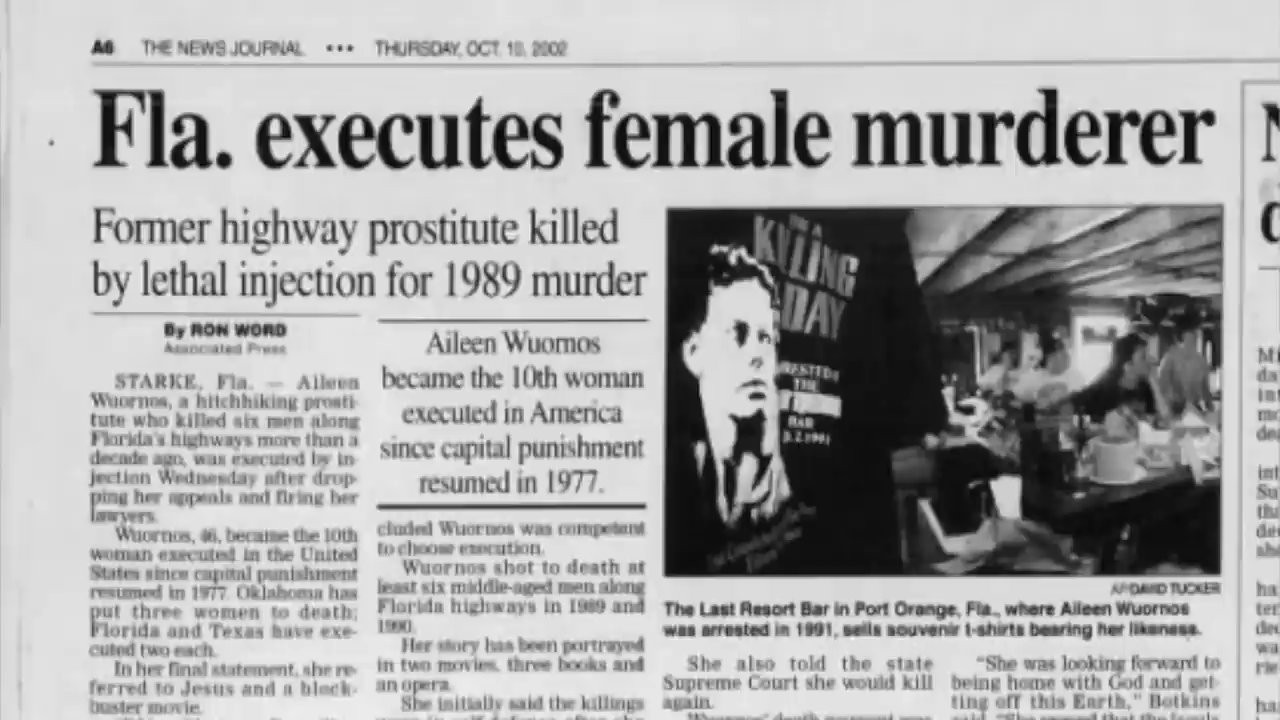 A6 THE NEWS JOURNAL ••• THURSDAY, OCT. 10, 2002
Fla. executes female murderer
Former highway prostitute killed
by lethal injection for 1989 murder
By RON WORD
Associated Press
STARKE, Fla. — Aileen
Wuornos, a hitchhiking prosti-
tute who killed six men along
Florida's highways more than a
decade ago, was executed by in-
jection Wednesday after drop-
ping her appeals and firing her
lawyers.
Wuornos, 46, became the 10th
woman executed in the United
States since capital punishment
resumed in 1977. Oklahoma has
put three women to death;
Florida and Texas have exe-
cuted two each.
In her final statement, she re-
ferred to Jesus and a block-
buster movie.
Aileen Wuornos
became the 10th woman
executed in America
since capital punishment
resumed in 1977.
cluded Wuornos was competent
to choose execution.
Wuornos shot to death at
least six middle-aged men along
Florida highways in 1989 and
1990.
Her story has been portrayed
in two movies, three books and
an opera.
She initially said the killings
KILLING
DAY
THE
BAR
AP/DAVID TUCKER
The Last Resort Bar in Port Orange, Fla., where Aileen Wuornos
was arrested in 1991, sells souvenir t-shirts bearing her likeness.
She also told the state
Supreme Court she would kill
again.
"She was looking forward to
being home with God and get-
ting off this Earth," Botkins